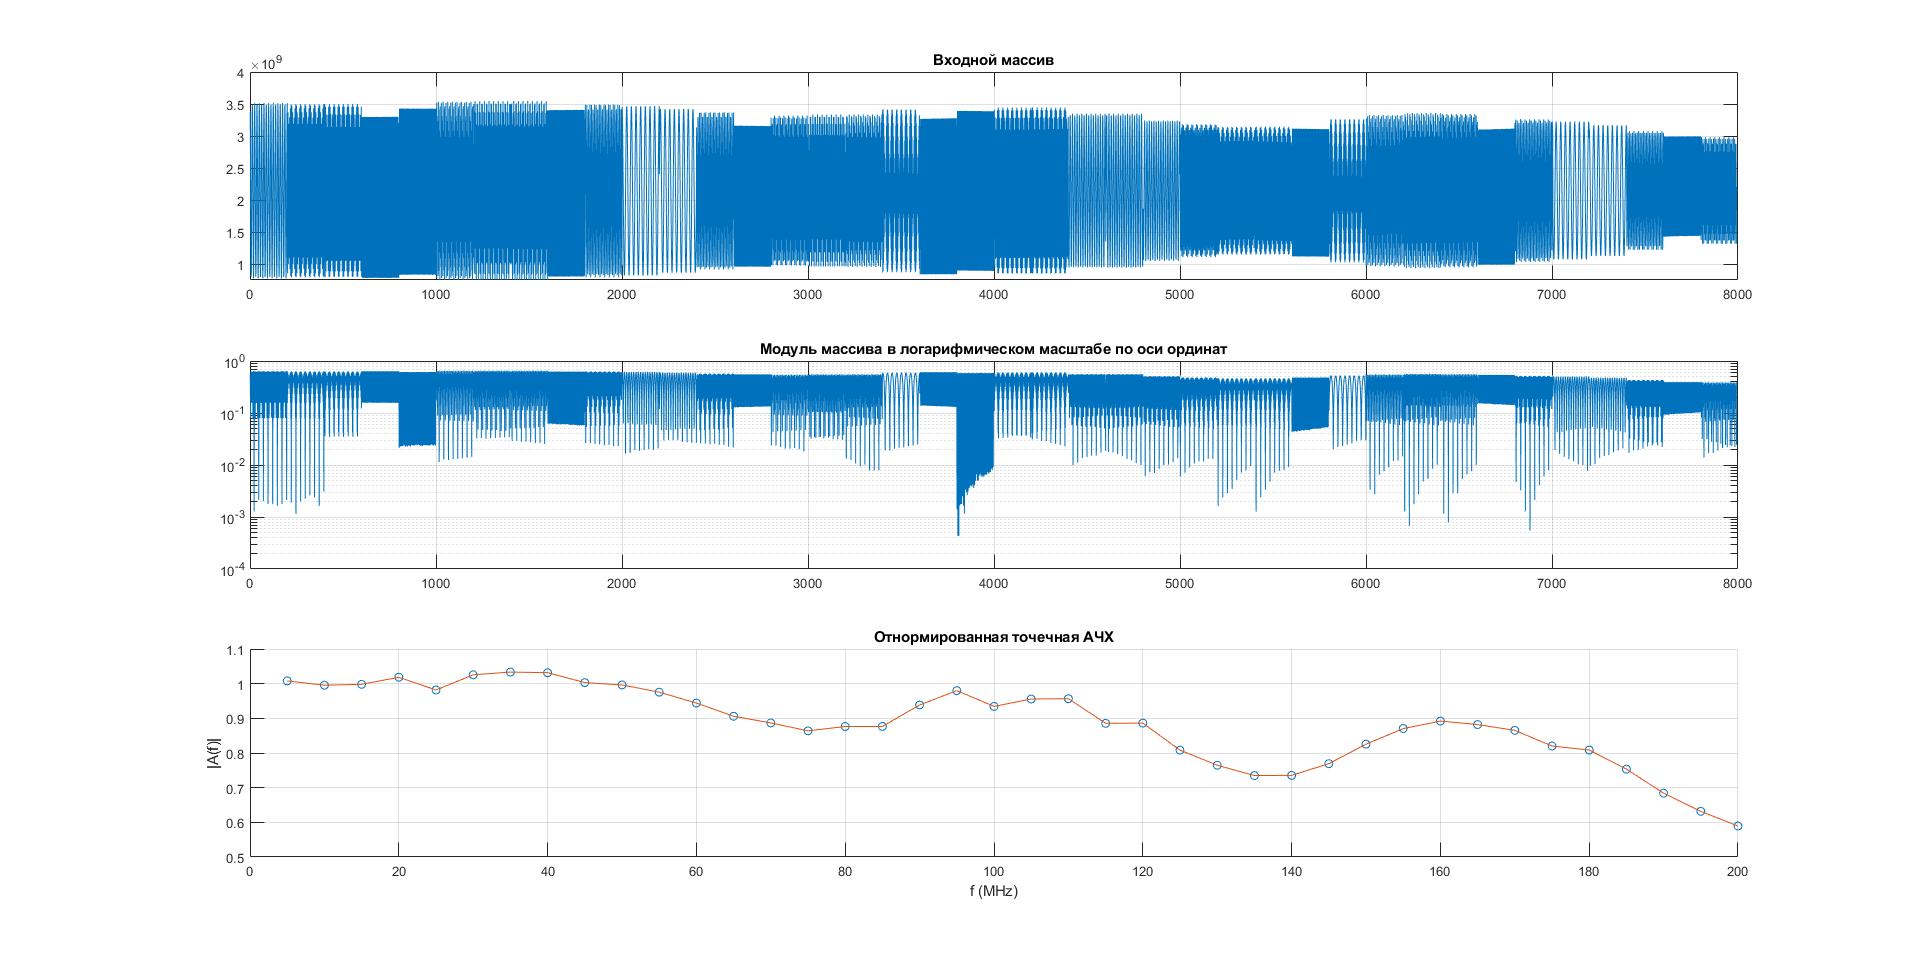 Входной массив
×10^9
4
3.5
3
2.5
2
1.5
1
0 1000 2000 3000 4000 5000 6000 7000 8000
Модуль массива в логарифмическом масштабе по оси ординат
10^0
10^-1
10^-2
10^-3
10^-4
0 1000 2000 3000 4000 5000 6000 7000 8000
Отнормированная точечная АЧХ
|A(f)|
1.1
1
0.9
0.8
0.7
0.6
0.5
0 20 40 60 80 100 120 140 160 180 200
f (MHz)